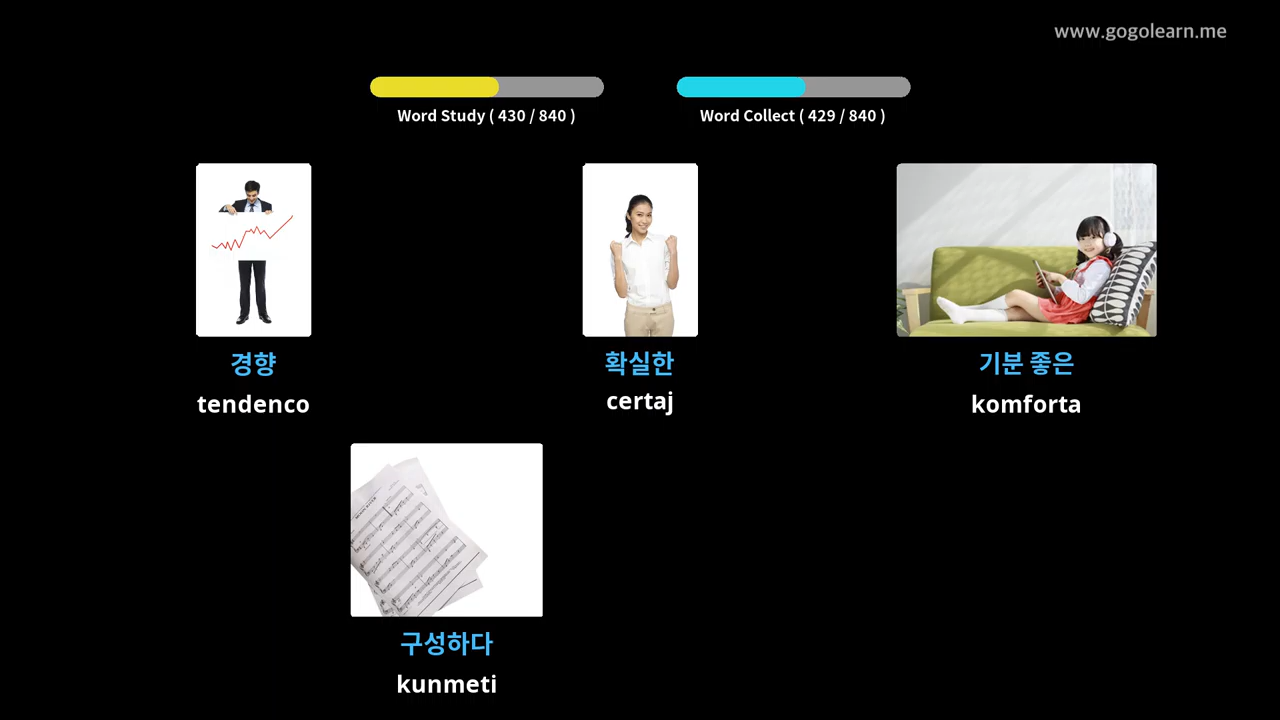 www.gogolearn.me
Word Study ( 430 / 840 )
Word Collect ( 429 / 840 )
경향
tendenco
확실한
certaj
기분 좋은
komforta
구성하다
kunmeti